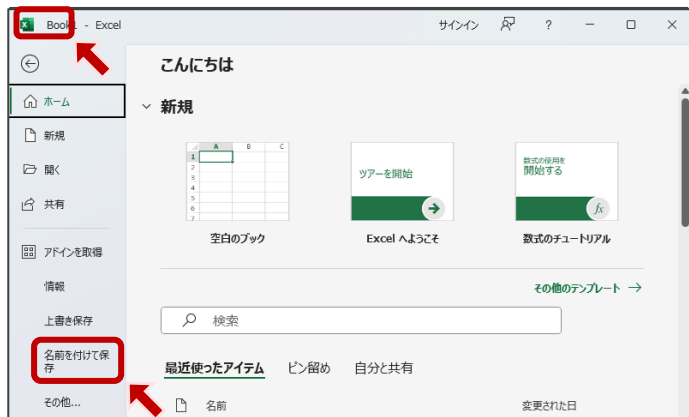 Book1 - Excel
サインイン
?
こんにちは
ホーム
新規
開く
共有
アドインを取得
情報
上書き保存
名前を付けて保
存
その他...
新規
A B C
1
2
3
4
5
6
7
空白のブック
ツアーを開始
Excel へようこそ
数式の使用を
開始する
fx
数式のチュートリアル
その他のテンプレート
検索
最近使ったアイテム ピン留め 自分と共有
名前 変更された日